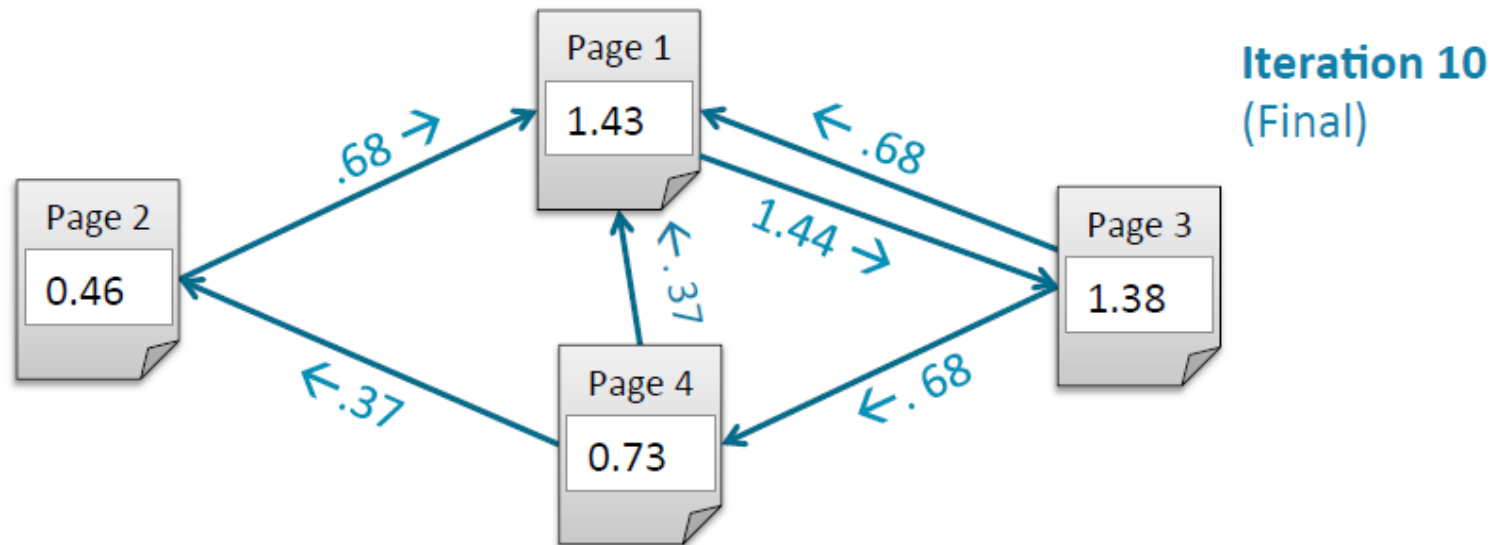 Page 1
1.43
Iteration 10
(Final)
.68 →
← .68
Page 2
0.46
1.44 →
Page 3
1.38
← .37
Page 4
0.73
←.37
←. 68